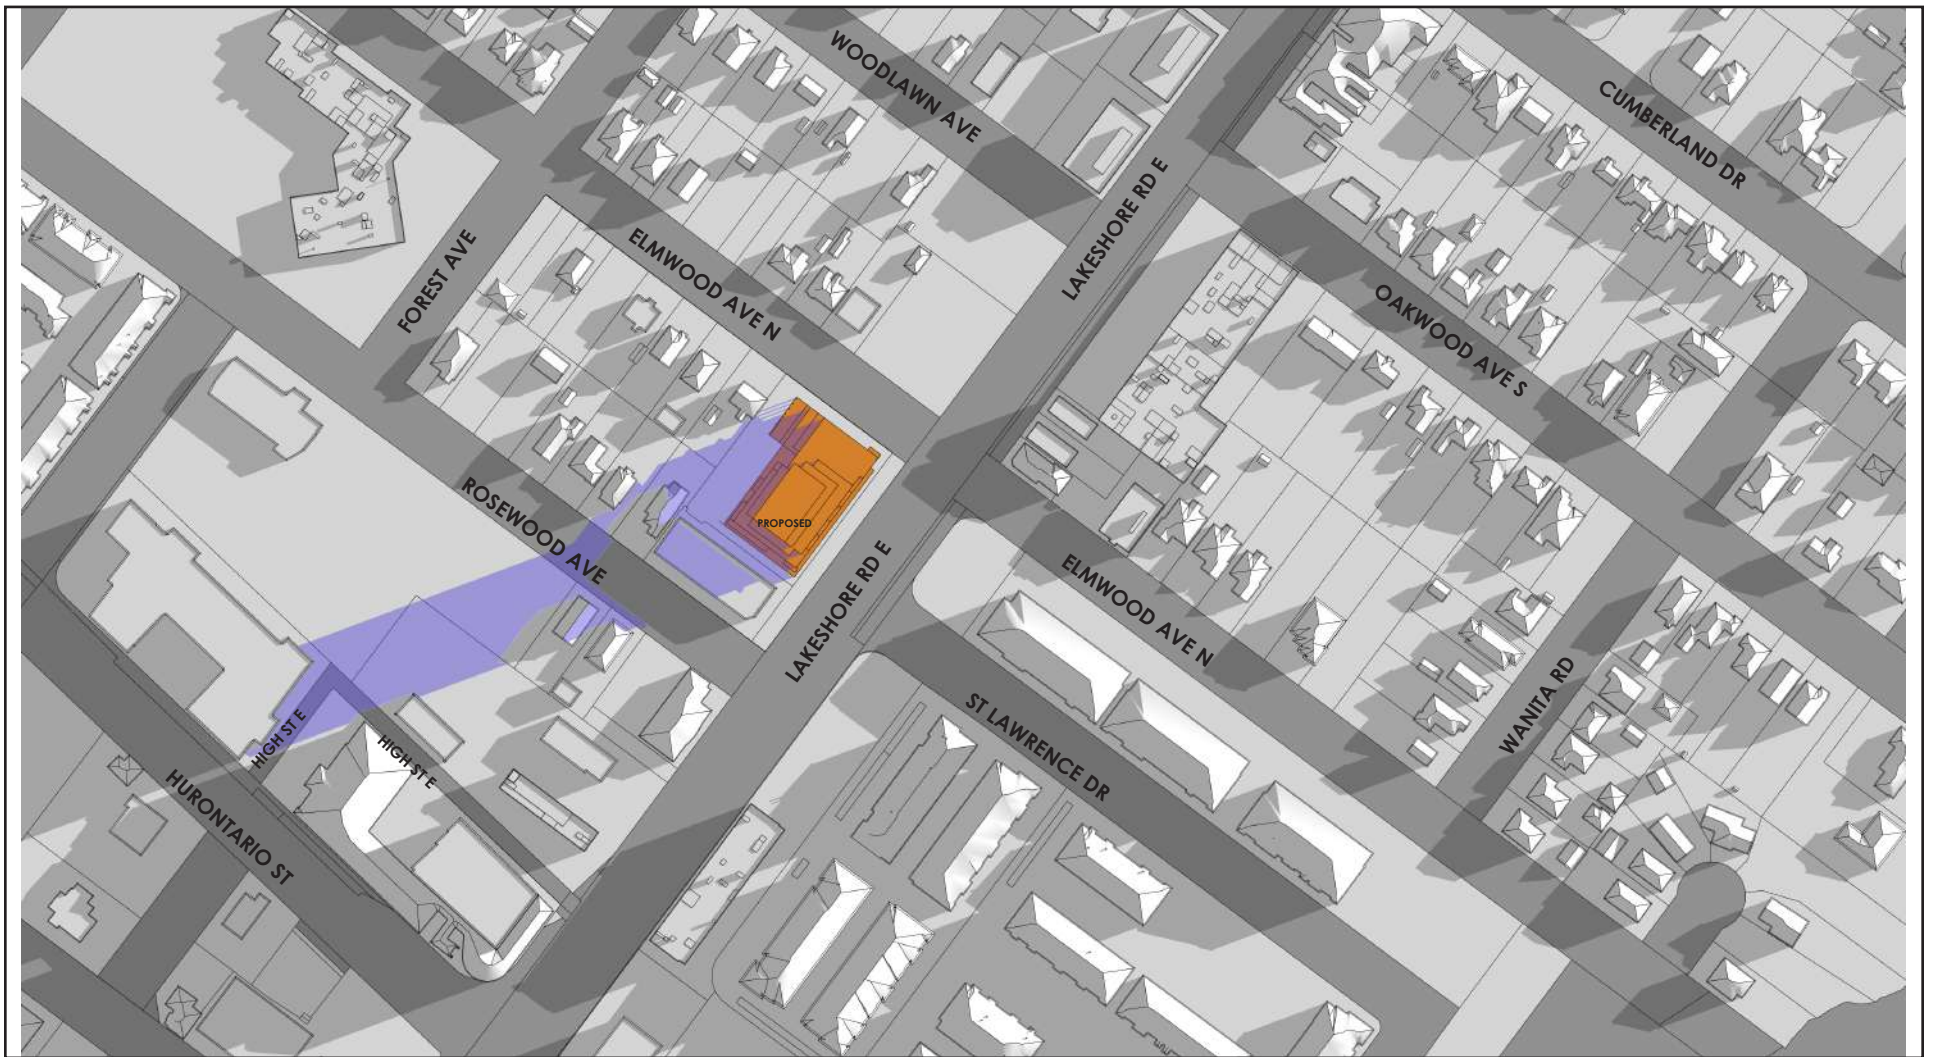 WOODLAWN AVE
CUMBERLAND DR
LAKESHORE RD E
FOREST AVE
ELMWOOD AVE N
OAKWOOD AVE S
ROSEWOOD AVE
PROPOSED
LAKESHORE RD E
ELMWOOD AVE N
WANITA RD
ST LAWRENCE DR
HIGH ST E
HIGH ST E
HURONTARIO ST